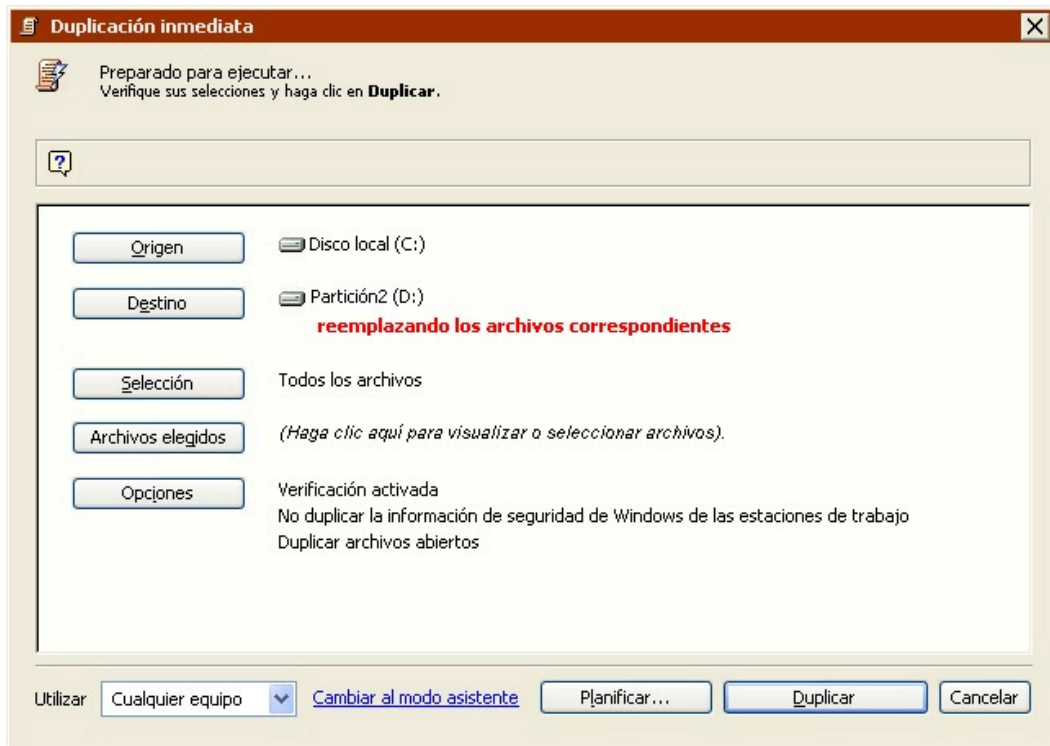 Duplicación inmediata
Preparado para ejecutar...
Verifique sus selecciones y haga clic en Duplicar.
Origen
Disco local (C:)
Destino
Partición2 (D:)
reemplazando los archivos correspondientes
Selección
Todos los archivos
Archivos elegidos
(Haga clic aquí para visualizar o seleccionar archivos).
Opciones
Verificación activada
No duplicar la información de seguridad de Windows de las estaciones de trabajo
Duplicar archivos abiertos
Utilizar
Cualquier equipo
Cambiar al modo asistente
Planificar...
Duplicar
Cancelar